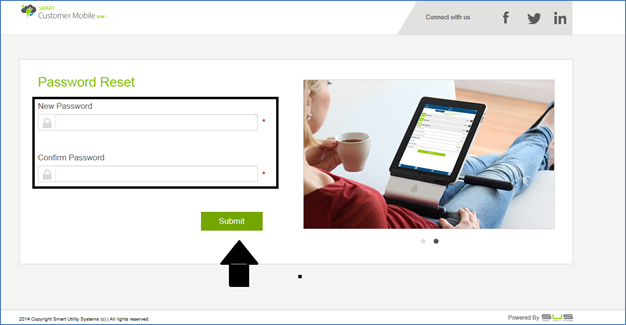 SMART
Customer Mobile
Connect with us
Password Reset
New Password
*
Confirm Password
*
Submit
2014 Copyright Smart Utility Systems (c) | All rights reserved.
Powered By SUS